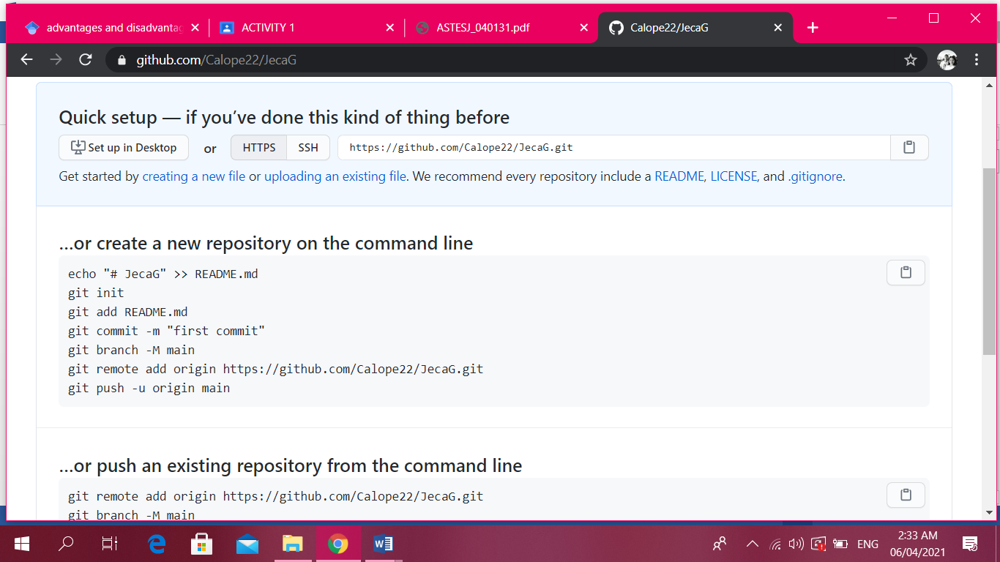 advantages and disadvantag
ACTIVITY 1
ASTESJ_040131.pdf
Calope22/JecaG
github.com/Calope22/JecaG
Quick setup — if you’ve done this kind of thing before
Set up in Desktop or HTTPS SSH https://github.com/Calope22/JecaG.git
Get started by creating a new file or uploading an existing file. We recommend every repository include a README, LICENSE, and .gitignore.
…or create a new repository on the command line
echo "# JecaG" >> README.md
git init
git add README.md
git commit -m "first commit"
git branch -M main
git remote add origin https://github.com/Calope22/JecaG.git
git push -u origin main
…or push an existing repository from the command line
git remote add origin https://github.com/Calope22/JecaG.git
git branch -M main
ENG
2:33 AM
06/04/2021